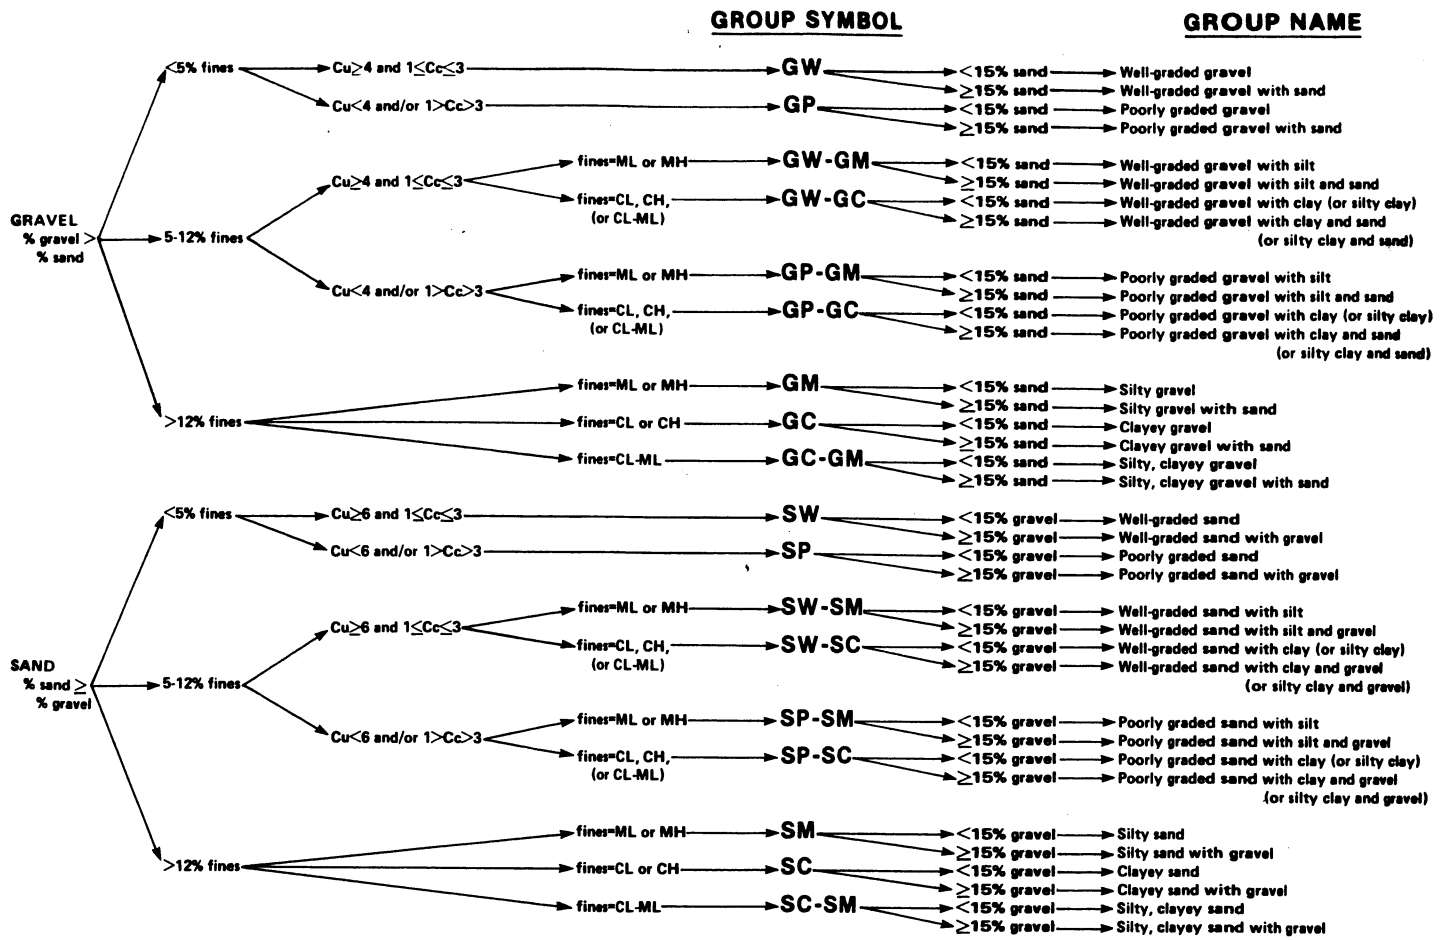 GROUP SYMBOL GROUP NAME
<5% fines Cu≥4 and 1≤Cc≤3 GW <15% sand Well-graded gravel
≥15% sand Well-graded gravel with sand
Cu<4 and/or 1>Cc>3 GP <15% sand Poorly graded gravel
≥15% sand Poorly graded gravel with sand
fines=ML or MH GW-GM <15% sand Well-graded gravel with silt
Cu≥4 and 1≤Cc≤3 ≥15% sand Well-graded gravel with silt and sand
fines=CL, CH, GW-GC <15% sand Well-graded gravel with clay (or silty clay)
(or CL-ML) ≥15% sand Well-graded gravel with clay and sand
GRAVEL
% gravel > 5-12% fines (or silty clay and sand)
% sand
fines=ML or MH GP-GM <15% sand Poorly graded gravel with silt
Cu<4 and/or 1>Cc>3 ≥15% sand Poorly graded gravel with silt and sand
fines=CL, CH, GP-GC <15% sand Poorly graded gravel with clay (or silty clay)
(or CL-ML) ≥15% sand Poorly graded gravel with clay and sand
(or silty clay and sand)
fines=ML or MH GM <15% sand Silty gravel
≥15% sand Silty gravel with sand
>12% fines fines=CL or CH GC <15% sand Clayey gravel
≥15% sand Clayey gravel with sand
fines=CL-ML GC-GM <15% sand Silty, clayey gravel
≥15% sand Silty, clayey gravel with sand
<5% fines Cu≥6 and 1≤Cc≤3 SW <15% gravel Well-graded sand
≥15% gravel Well-graded sand with gravel
Cu<6 and/or 1>Cc>3 SP <15% gravel Poorly graded sand
≥15% gravel Poorly graded sand with gravel
fines=ML or MH SW-SM <15% gravel Well-graded sand with silt
Cu≥6 and 1≤Cc≤3 ≥15% gravel Well-graded sand with silt and gravel
fines=CL, CH, SW-SC <15% gravel Well-graded sand with clay (or silty clay)
(or CL-ML) ≥15% gravel Well-graded sand with clay and gravel
SAND
% sand ≥ 5-12% fines (or silty clay and gravel)
% gravel
fines=ML or MH SP-SM <15% gravel Poorly graded sand with silt
Cu<6 and/or 1>Cc>3 ≥15% gravel Poorly graded sand with silt and gravel
fines=CL, CH, SP-SC <15% gravel Poorly graded sand with clay (or silty clay)
(or CL-ML) ≥15% gravel Poorly graded sand with clay and gravel
(or silty clay and gravel)
fines=ML or MH SM <15% gravel Silty sand
≥15% gravel Silty sand with gravel
>12% fines fines=CL or CH SC <15% gravel Clayey sand
≥15% gravel Clayey sand with gravel
fines=CL-ML SC-SM <15% gravel Silty, clayey sand
≥15% gravel Silty, clayey sand with gravel